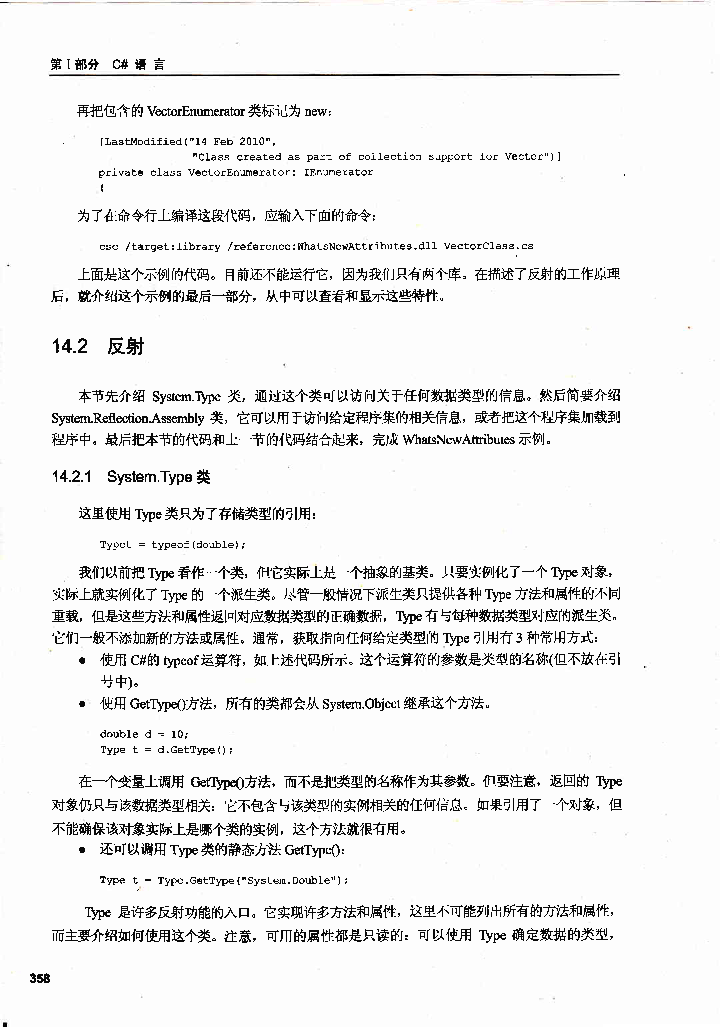 第 I 部分 C# 语 言
再把包含的 VectorEnumerator 类标记为 new：
[LastModified("14 Feb 2010",
"Class created as part of collection support for Vector")]
private class VectorEnumerator: IEnumerator
{
为了在命令行上编译这段代码，应输入下面的命令：
csc /target:library /reference:WhatsNewAttributes.dll VectorClass.cs
上面是这个示例的代码。目前还不能运行它，因为我们只有两个库。在描述了反射的工作原理
后，就介绍这个示例的最后一部分，从中可以查看和显示这些特性。
14.2 反射
本节先介绍 System.Type 类，通过这个类可以访问关于任何数据类型的信息。然后简要介绍
System.Reflection.Assembly 类，它可以用于访问给定程序集的相关信息，或者把这个程序集加载到
程序中。最后把本节的代码和上一节的代码结合起来，完成 WhatsNewAttributes 示例。
14.2.1 System.Type 类
这里使用 Type 类只为了存储类型的引用：
Type t = typeof(double);
我们以前把 Type 看作一个类，但它实际上是一个抽象的基类。只要实例化了一个 Type 对象，
实际上就实例化了 Type 的一个派生类。尽管一般情况下派生类只提供各种 Type 方法和属性的不同
重载，但是这些方法和属性返回对应数据类型的正确数据，Type 有与每种数据类型对应的派生类。
它们一般不添加新的方法或属性。通常，获取指向任何给定类型的 Type 引用有 3 种常用方式：
● 使用 C#的 typeof 运算符，如上述代码所示。这个运算符的参数是类型的名称(但不放在引
号中)。
● 使用 GetType()方法，所有的类都会从 System.Object 继承这个方法。
double d = 10;
Type t = d.GetType();
在一个变量上调用 GetType()方法，而不是把类型的名称作为其参数。但要注意，返回的 Type
对象仍只与该数据类型相关：它不包含与该类型的实例相关的任何信息。如果引用了一个对象，但
不能确保该对象实际上是哪个类的实例，这个方法就很有用。
● 还可以调用 Type 类的静态方法 GetType()：
Type t = Type.GetType("System.Double");
Type 是许多反射功能的入口。它实现许多方法和属性，这里不可能列出所有的方法和属性，
而主要介绍如何使用这个类。注意，可用的属性都是只读的：可以使用 Type 确定数据的类型，
358